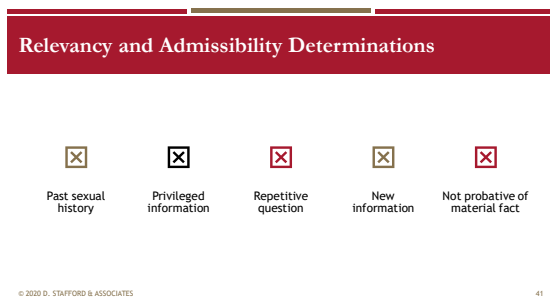 Relevancy and Admissibility Determinations
Past sexual
history
Privileged
information
Repetitive
question
New
information
Not probative of
material fact
© 2020 D. STAFFORD & ASSOCIATES
41